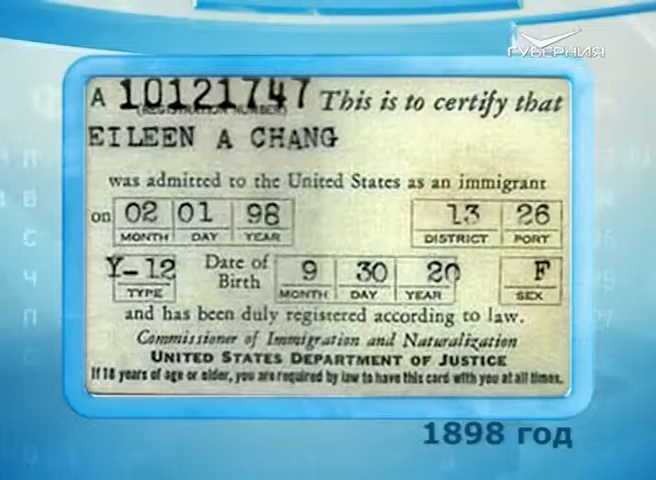 ГУБЕРНИЯ
A 10121747 This is to certify that
(REGISTRATION NUMBER)
EILEEN A CHANG
was admitted to the United States as an immigrant
on 02 01 98 13 26
MONTH DAY YEAR DISTRICT PORT
Y-12 Date of Birth 9 30 20 F
TYPE MONTH DAY YEAR SEX
and has been duly registered according to law.
Commissioner of Immigration and Naturalization
UNITED STATES DEPARTMENT OF JUSTICE
If 18 years of age or older, you are required by law to have this card with you at all times.
1898 год